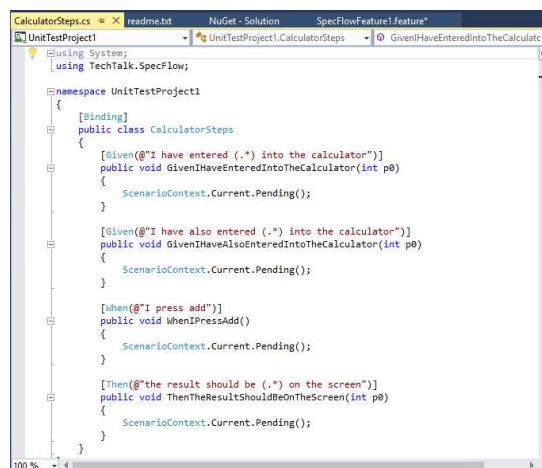 CalculatorSteps.cs readme.txt NuGet - Solution SpecFlowFeature1.feature*
UnitTestProject1 UnitTestProject1.CalculatorSteps GivenIHaveEnteredIntoTheCalculatc
using System;
using TechTalk.SpecFlow;
namespace UnitTestProject1
{
[Binding]
public class CalculatorSteps
{
[Given(@"I have entered (.*) into the calculator")]
public void GivenIHaveEnteredIntoTheCalculator(int p0)
{
ScenarioContext.Current.Pending();
}
[Given(@"I have also entered (.*) into the calculator")]
public void GivenIHaveAlsoEnteredIntoTheCalculator(int p0)
{
ScenarioContext.Current.Pending();
}
[When(@"I press add")]
public void WhenIPressAdd()
{
ScenarioContext.Current.Pending();
}
[Then(@"the result should be (.*) on the screen")]
public void ThenTheResultShouldBeOnTheScreen(int p0)
{
ScenarioContext.Current.Pending();
}
}
100 %